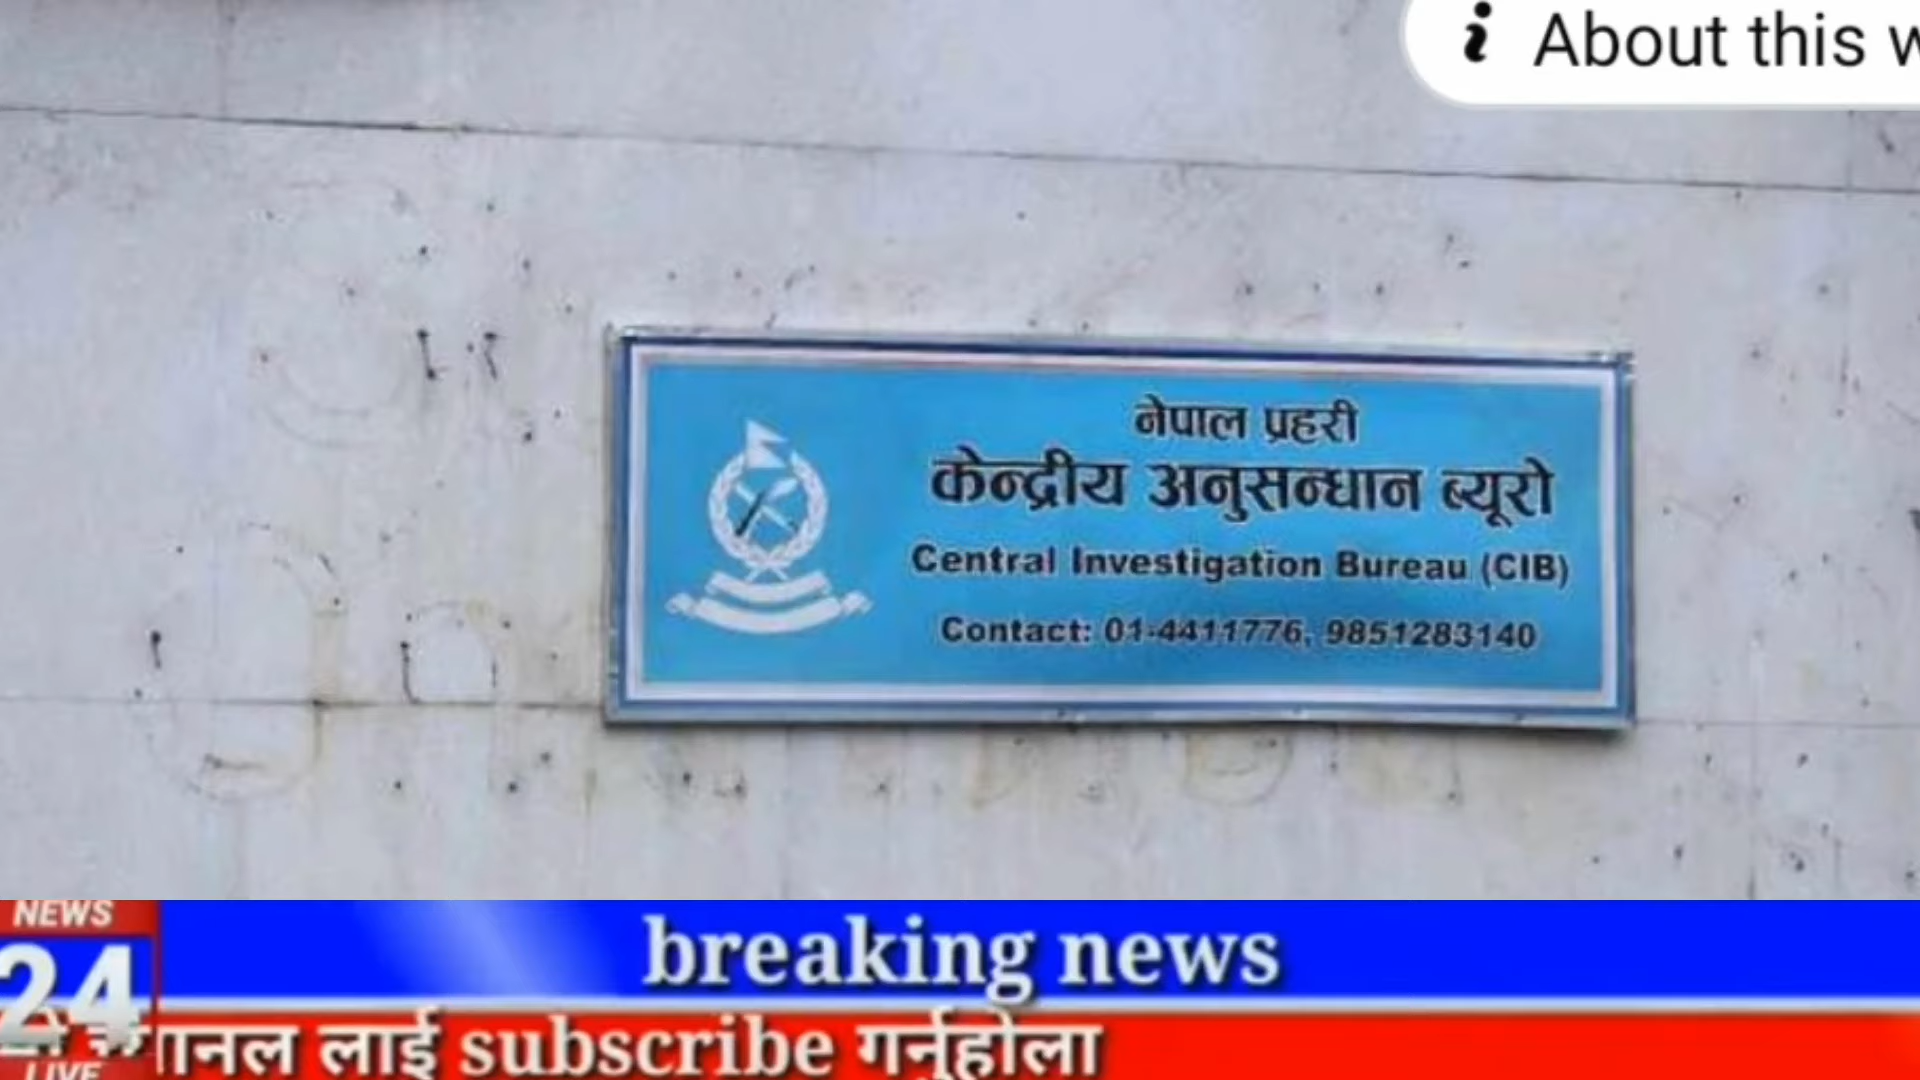 i About this w
नेपाल प्रहरी
केन्द्रीय अनुसन्धान ब्यूरो
Central Investigation Bureau (CIB)
Contact: 01-4411776, 9851283140
breaking news
NEWS
24
LIVE
ानल लाई subscribe गर्नुहोला